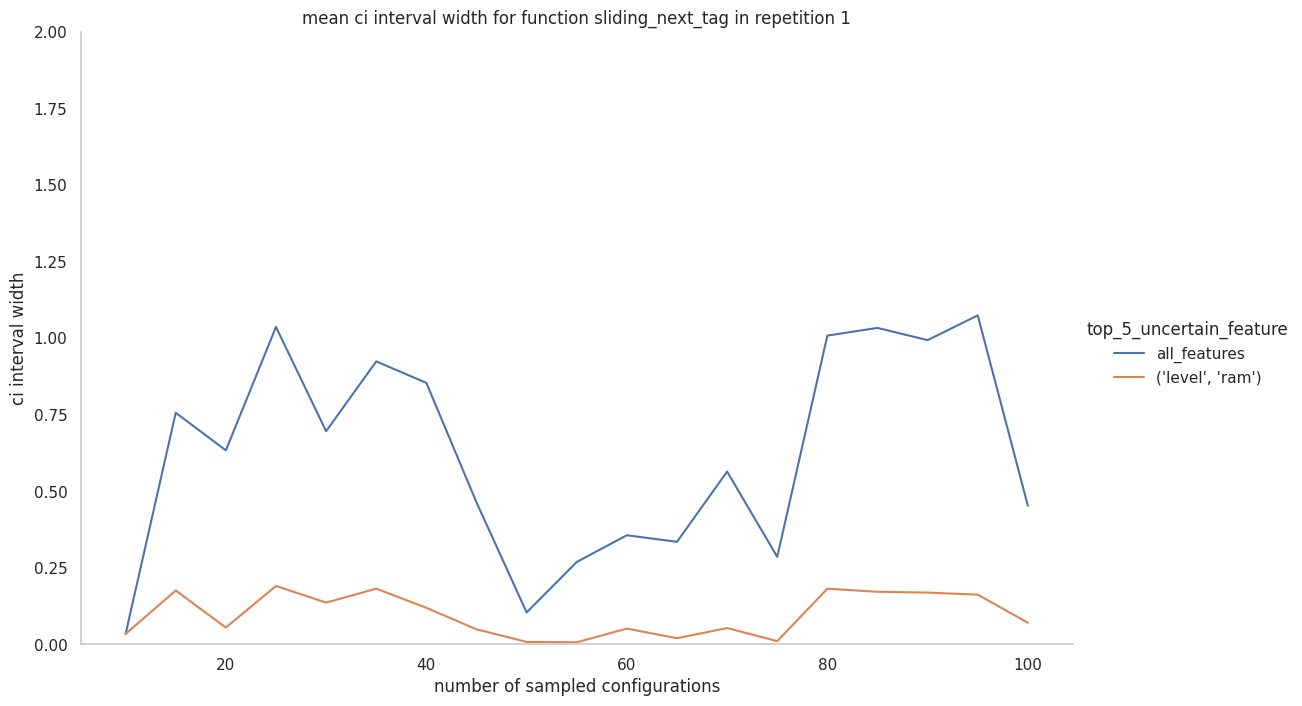 mean ci interval width for function sliding_next_tag in repetition 1
2.00
1.75
1.50
1.25
1.00
0.75
0.50
0.25
0.00
ci interval width
20 40 60 80 100
number of sampled configurations
top_5_uncertain_feature
all_features
('level', 'ram')